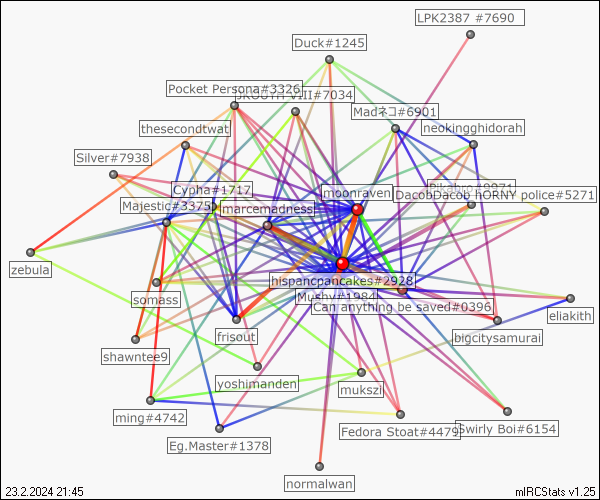 LPK2387 #7690
Duck#1245
Pocket Persona#3326
VIII#7034
Madネコ#6901
thesecondtwat
neokingghidorah
Silver#7938
Cypha#1717
moonraven
DacobDacob hORNY police#5271
Majestic#3375
marcemadness
zebula
hispancpancakes#2928
somass
Mushy#1984
Can anything be saved#0396
eliakith
frisout
bigcitysamurai
shawntee9
yoshimanden
mukszi
ming#4742
Fedora Stoat#4479
Swirly Boi#6154
Eg.Master#1378
normalwan
23.2.2024 21:45
mIRCStats v1.25